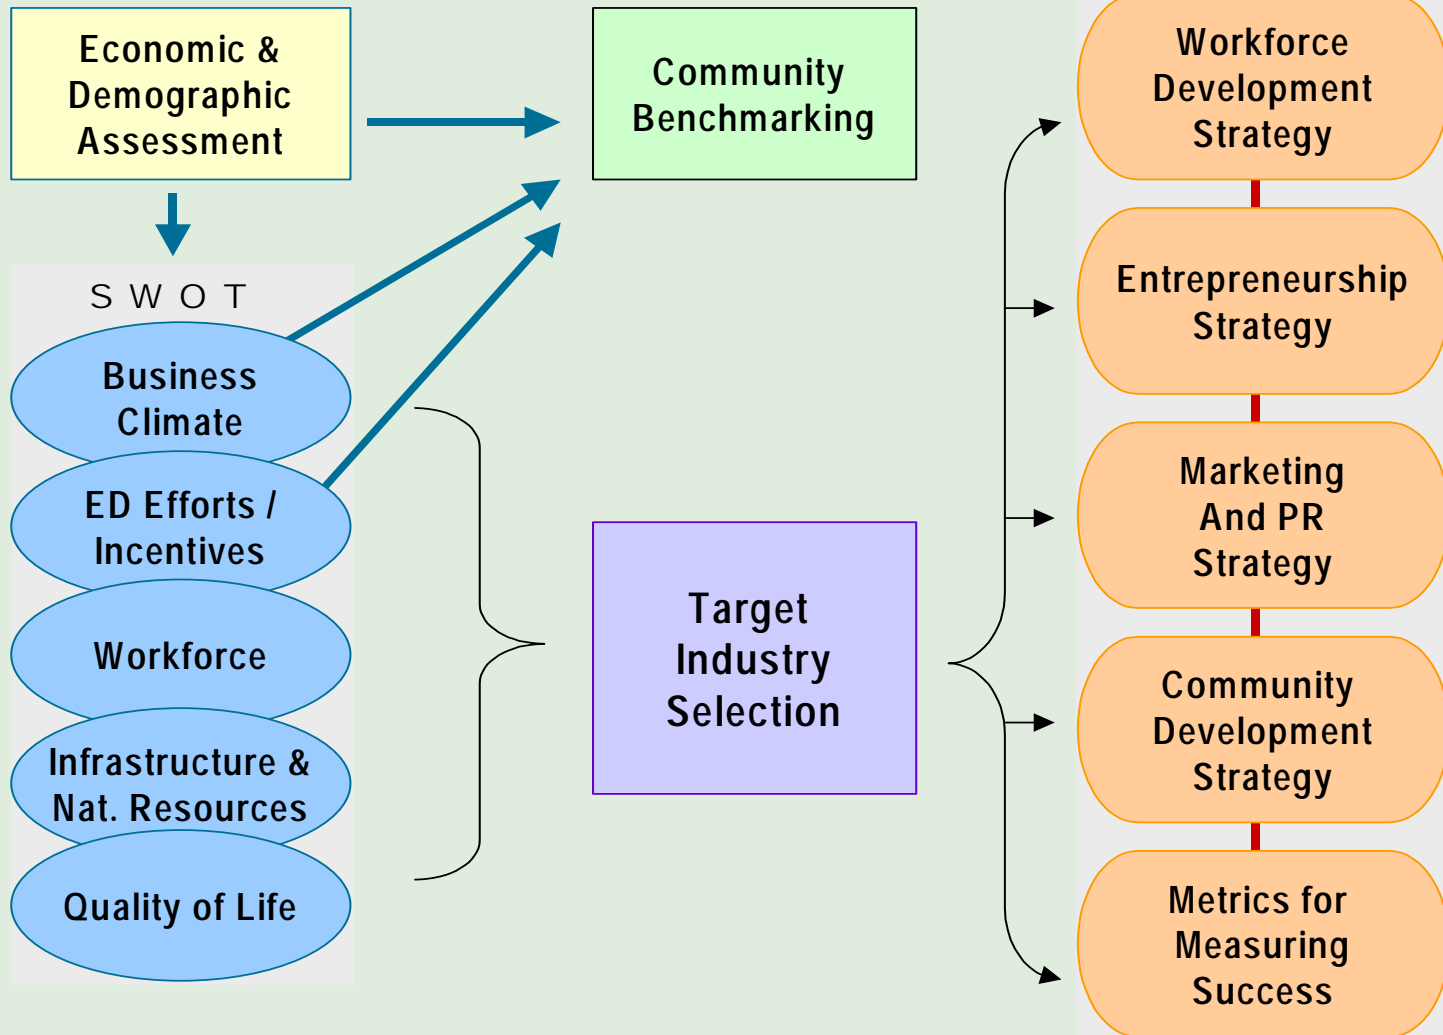 Economic &
Demographic
Assessment
Community
Benchmarking
S W O T
Business
Climate
ED Efforts /
Incentives
Workforce
Infrastructure &
Nat. Resources
Quality of Life
Target
Industry
Selection
Workforce
Development
Strategy
Entrepreneurship
Strategy
Marketing
And PR
Strategy
Community
Development
Strategy
Metrics for
Measuring
Success